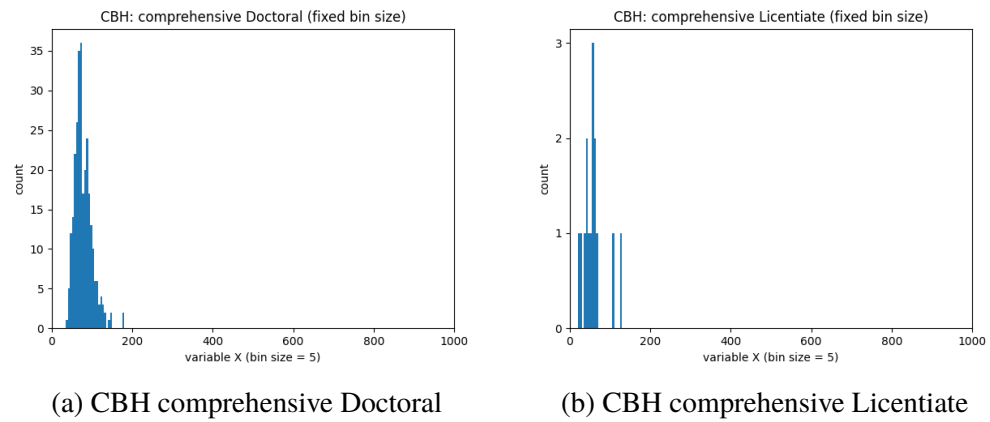 CBH: comprehensive Doctoral (fixed bin size)
35
30
25
20
15
10
5
0
count
0 200 400 600 800 1000
variable X (bin size = 5)
(a) CBH comprehensive Doctoral
CBH: comprehensive Licentiate (fixed bin size)
3
2
1
0
count
0 200 400 600 800 1000
variable X (bin size = 5)
(b) CBH comprehensive Licentiate